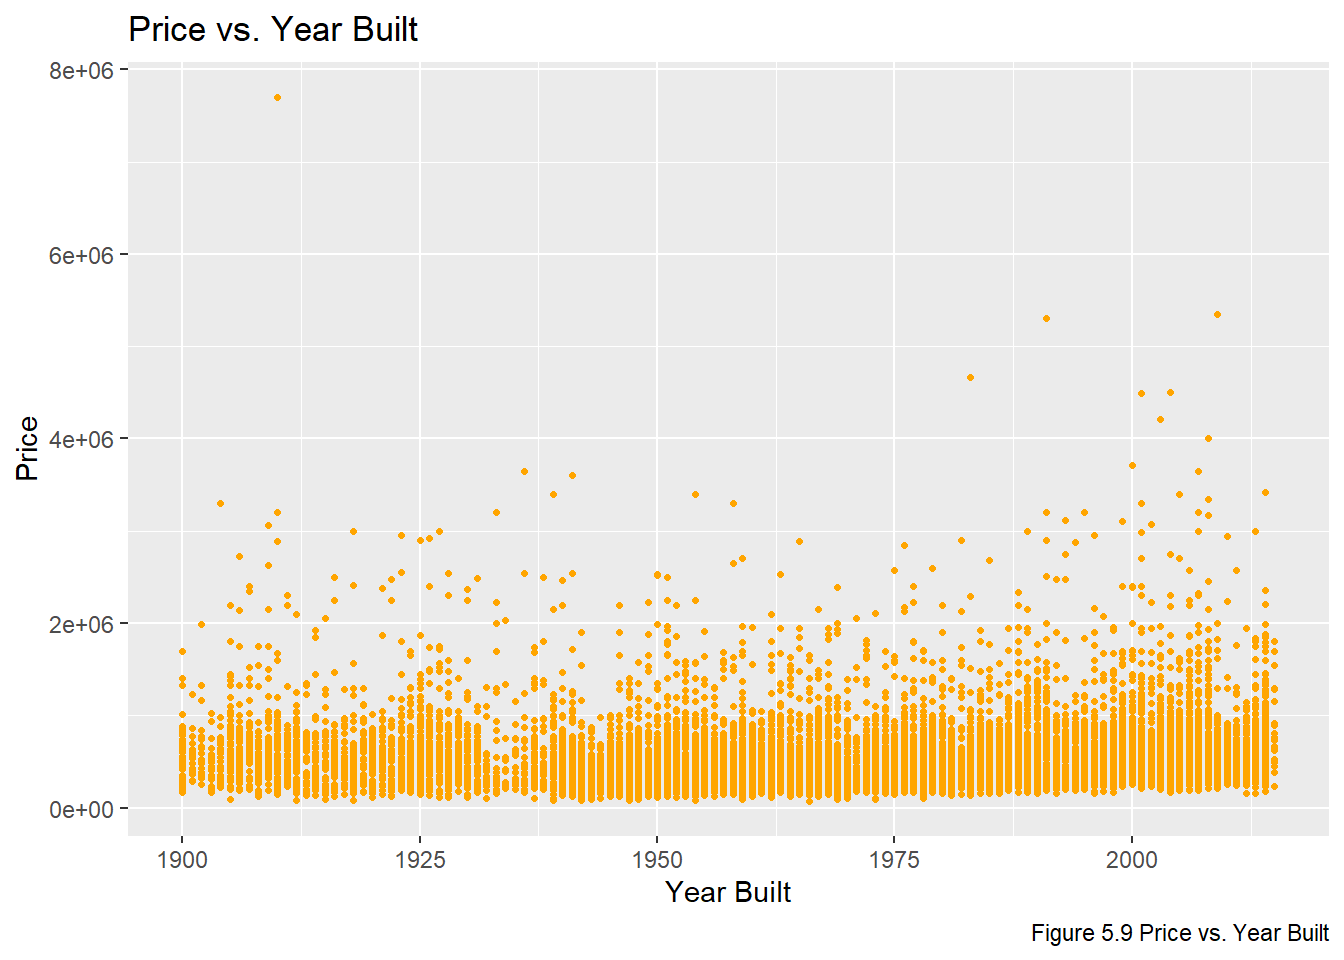 Price vs. Year Built
8e+06
6e+06
4e+06
2e+06
0e+00
Price
1900 1925 1950 1975 2000
Year Built
Figure 5.9 Price vs. Year Built